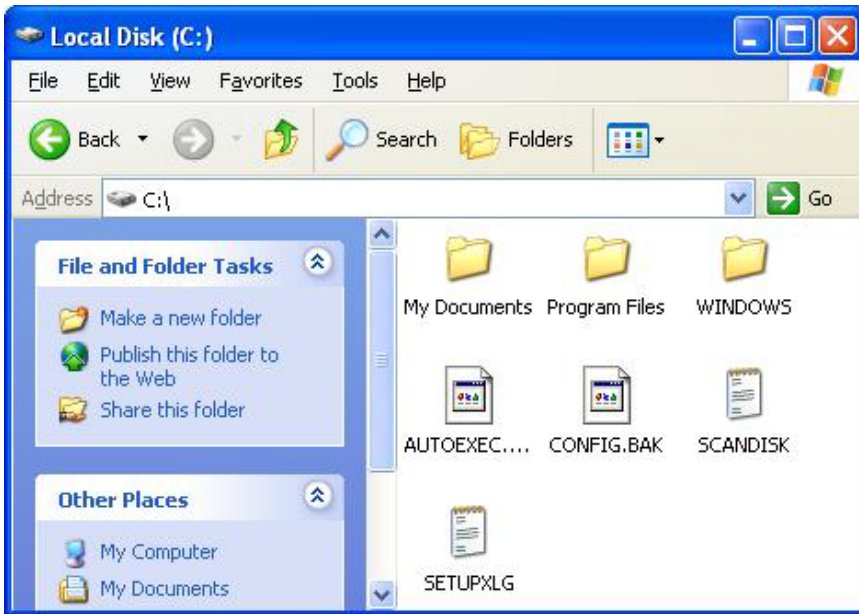 Local Disk (C:)
File Edit View Favorites Tools Help
Back Search Folders
Address C:\ Go
File and Folder Tasks
Make a new folder
Publish this folder to
the Web
Share this folder
Other Places
My Computer
My Documents
My Documents Program Files WINDOWS
AUTOEXEC.... CONFIG.BAK SCANDISK
SETUPXLG